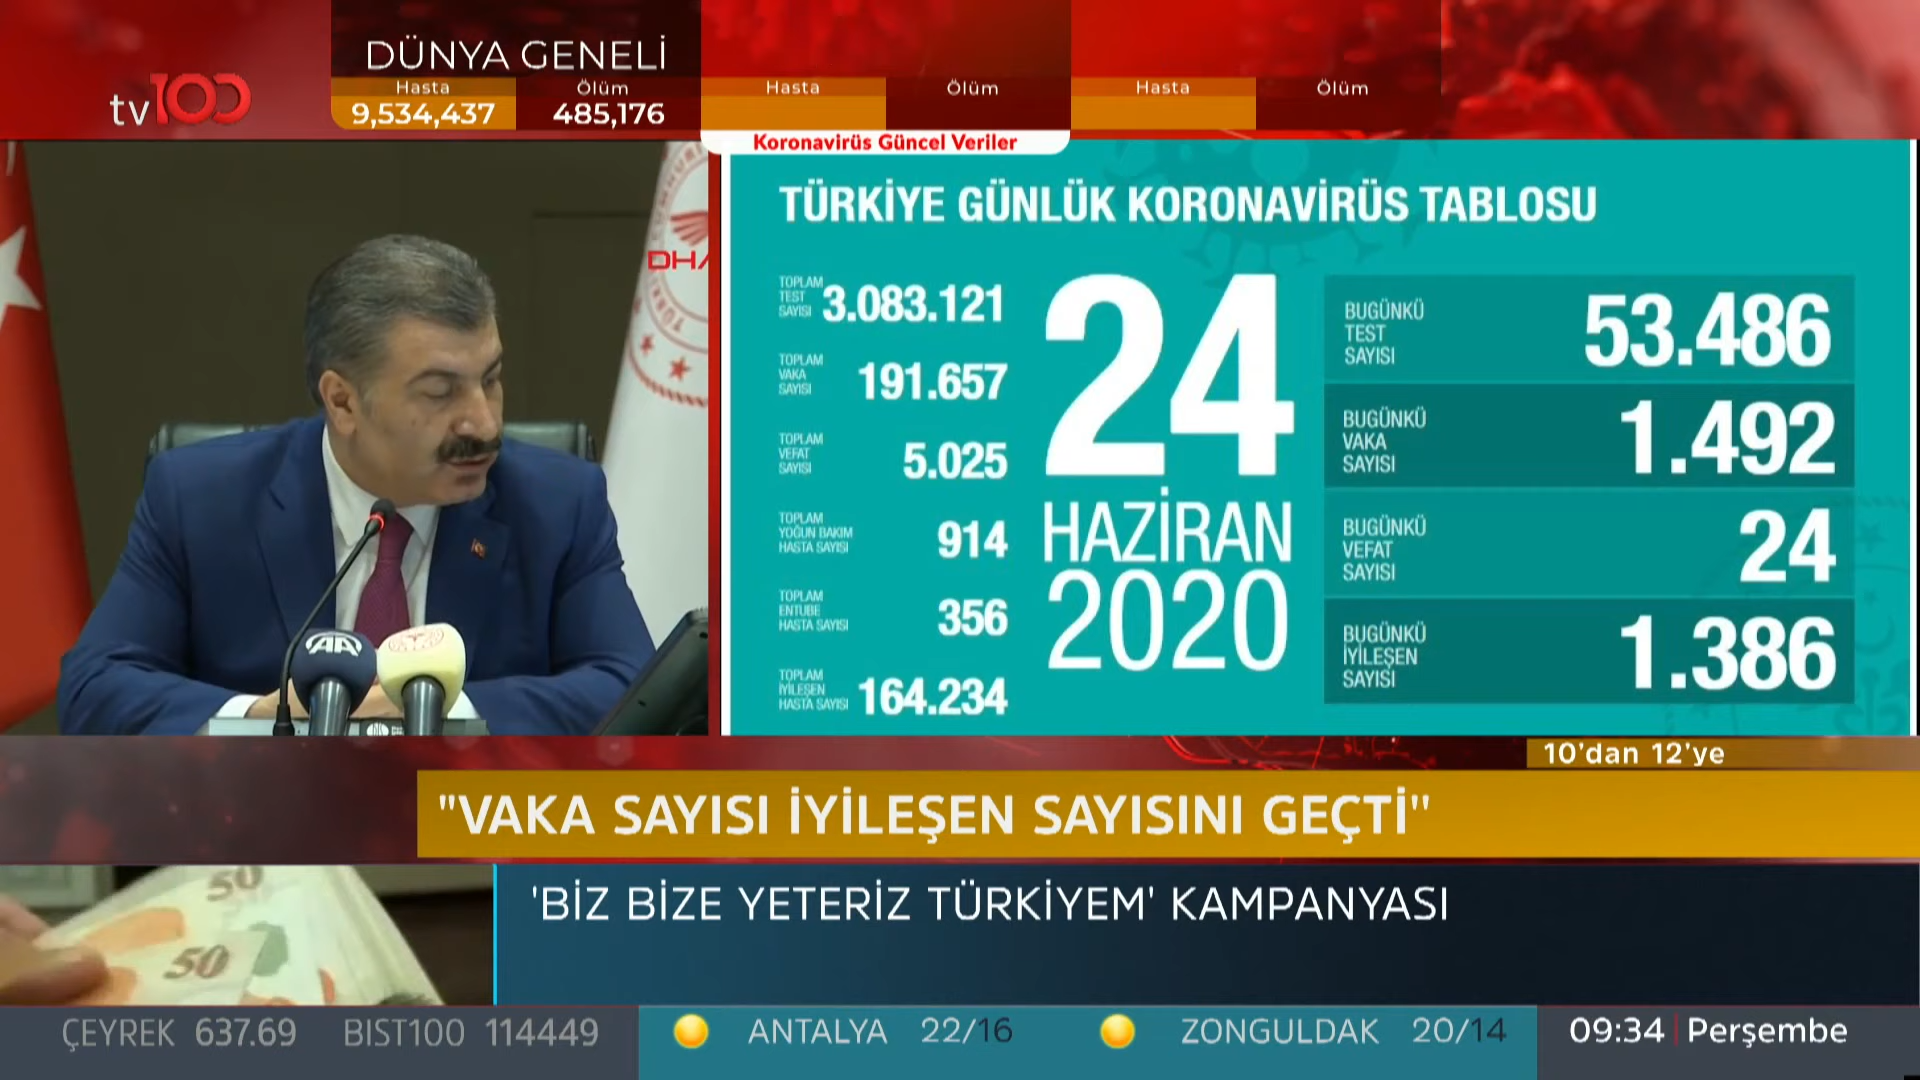 tv100
DÜNYA GENELİ
Hasta
9,534,437
Ölüm
485,176
Hasta
Ölüm
Hasta
Ölüm
Koronavirüs Güncel Veriler
DHA
TÜRKİYE GÜNLÜK KORONAVİRÜS TABLOSU
TOPLAM
TEST
SAYISI
3.083.121
TOPLAM
VAKA
SAYISI
191.657
TOPLAM
VEFAT
SAYISI
5.025
TOPLAM
YOĞUN BAKIM
HASTA SAYISI
914
TOPLAM
ENTUBE
HASTA SAYISI
356
TOPLAM
İYİLEŞEN
HASTA SAYISI
164.234
24
HAZİRAN
2020
BUGÜNKÜ
TEST
SAYISI
53.486
BUGÜNKÜ
VAKA
SAYISI
1.492
BUGÜNKÜ
VEFAT
SAYISI
24
BUGÜNKÜ
İYİLEŞEN
SAYISI
1.386
AA
10'dan 12'ye
"VAKA SAYISI İYİLEŞEN SAYISINI GEÇTİ"
'BİZ BİZE YETERİZ TÜRKİYEM' KAMPANYASI
50
50
ÇEYREK 637.69 BIST100 114449
ANTALYA 22/16 ZONGULDAK 20/14
09:34 Perşembe